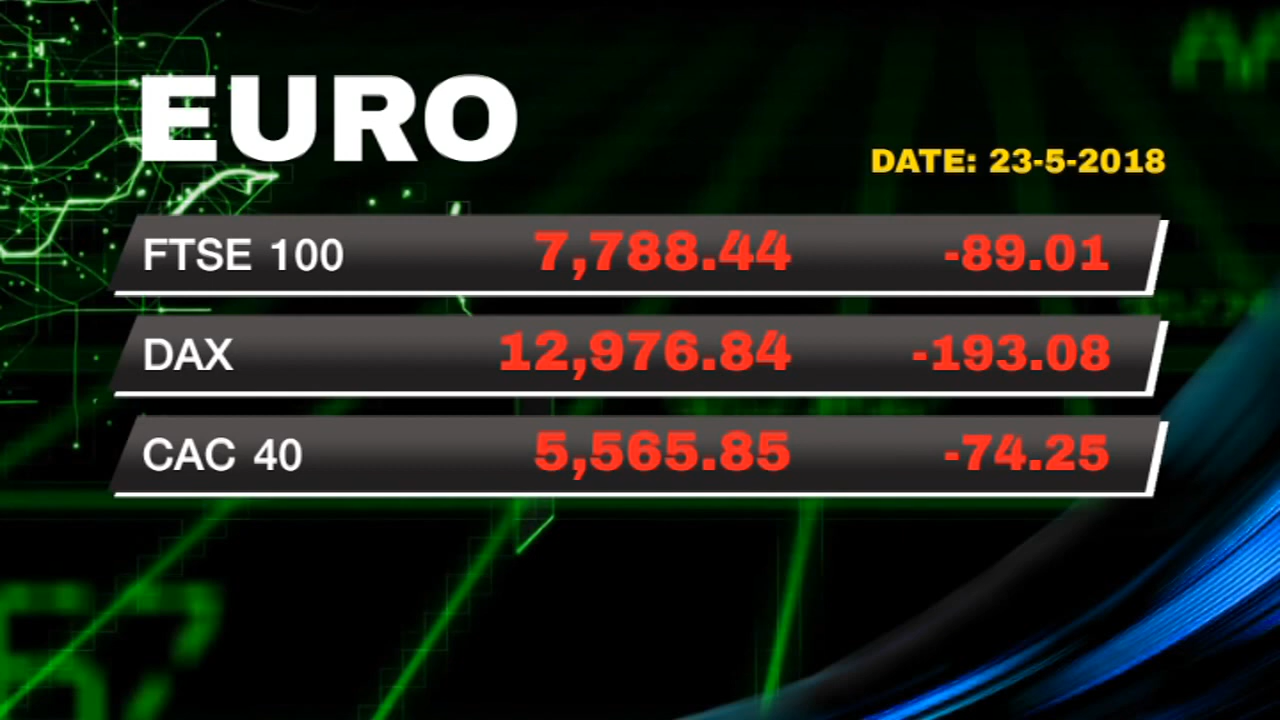 EURO
DATE: 23-5-2018
FTSE 100 7,788.44 -89.01
DAX 12,976.84 -193.08
CAC 40 5,565.85 -74.25
67